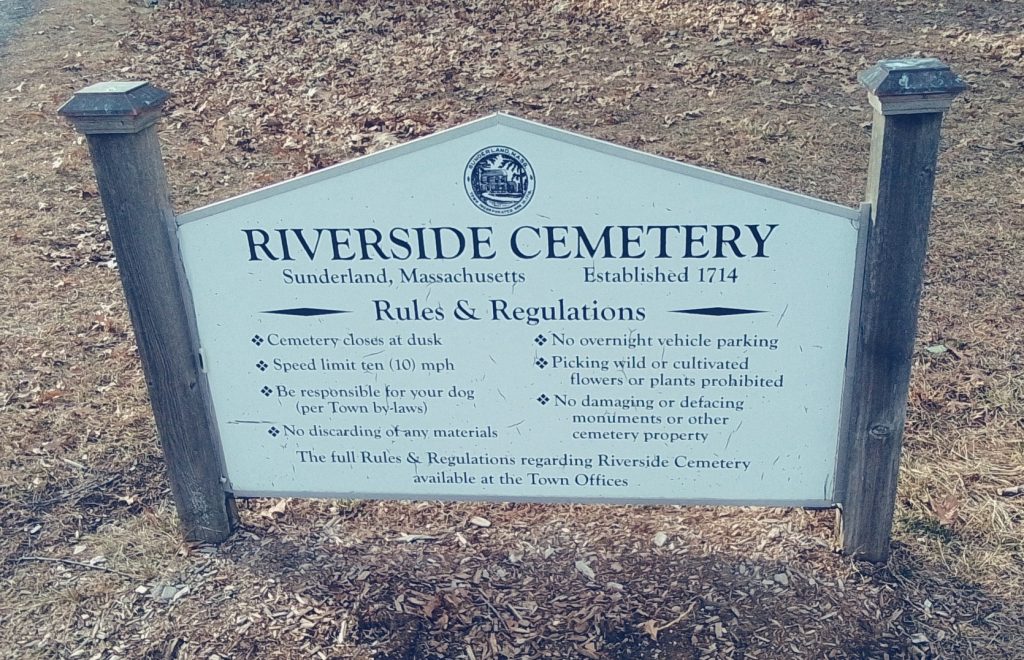 SUNDERLAND, MASS.
RIVERSIDE CEMETERY
Sunderland, Massachusetts Established 1714
Rules & Regulations
❖ Cemetery closes at dusk
❖ Speed limit ten (10) mph
❖ Be responsible for your dog
(per Town by-laws)
❖ No discarding of any materials
❖ No overnight vehicle parking
❖ Picking wild or cultivated
flowers or plants prohibited
❖ No damaging or defacing
monuments or other
cemetery property
The full Rules & Regulations regarding Riverside Cemetery
available at the Town Offices